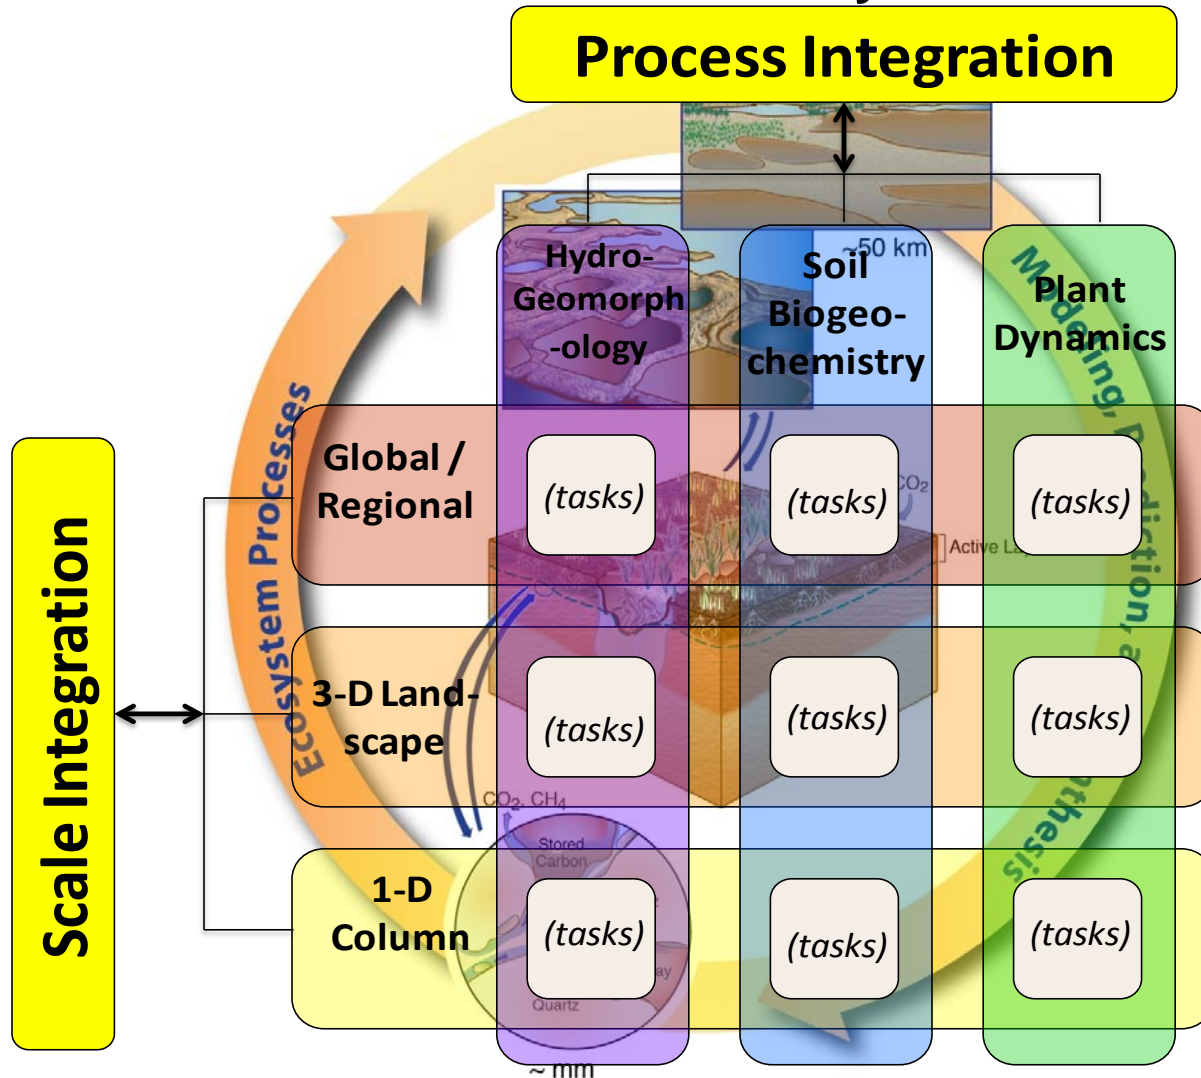 Process Integration
~50 km
Hydro-
Geomorph
-ology
Soil
Biogeo-
chemistry
Plant
Dynamics
Modeling,
Ecosystem Processes
Scale Integration
Global /
Regional
(tasks)
(tasks)
(tasks)
CO2
Active
3-D Land-
scape
(tasks)
(tasks)
(tasks)
CO2, CH4
Stored
Carbon
1-D
Column
(tasks)
(tasks)
(tasks)
Quartz
~ mm